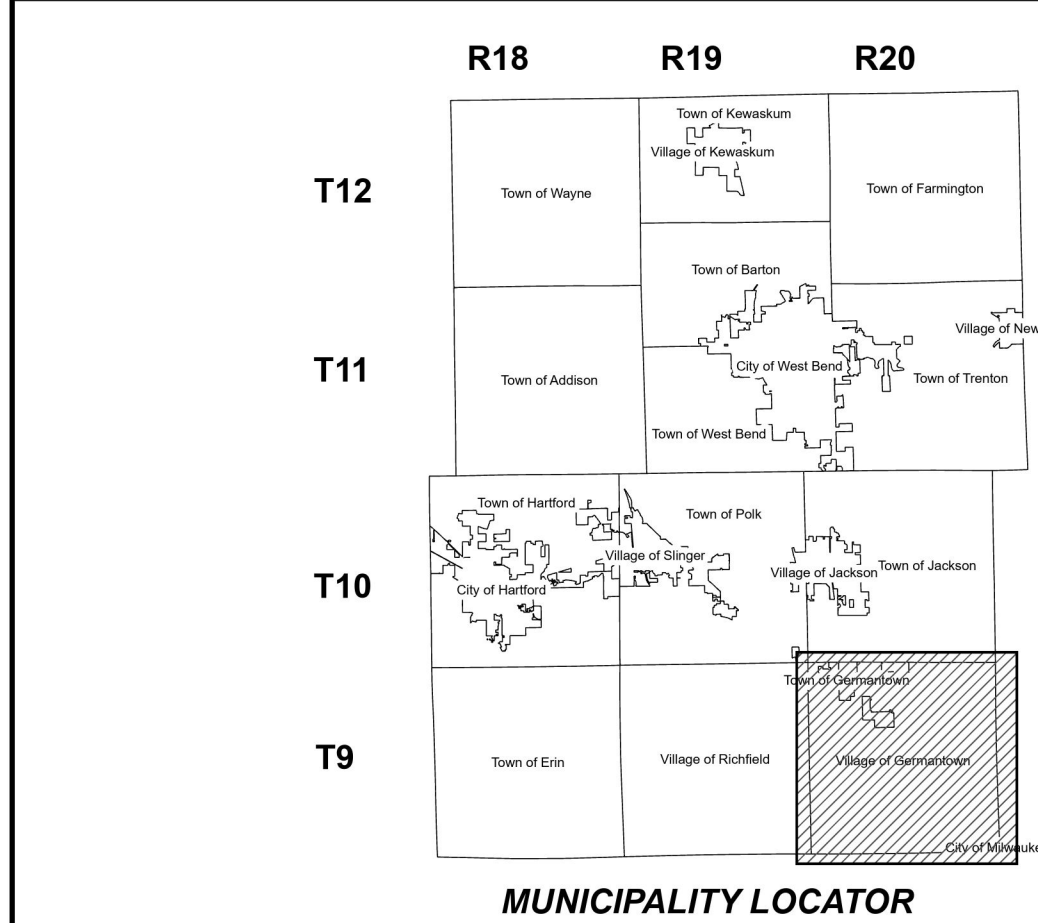 R18 R19 R20
Town of Kewaskum
Village of Kewaskum
T12
Town of Wayne
Town of Farmington
Town of Barton
Village of New
T11
City of West Bend
Town of Addison
Town of Trenton
Town of West Bend
Town of Hartford
Town of Polk
Village of Slinger
Village of Jackson
Town of Jackson
T10
City of Hartford
Town of Germantown
T9
Town of Erin
Village of Richfield
Village of Germantown
City of Milwauke
MUNICIPALITY LOCATOR